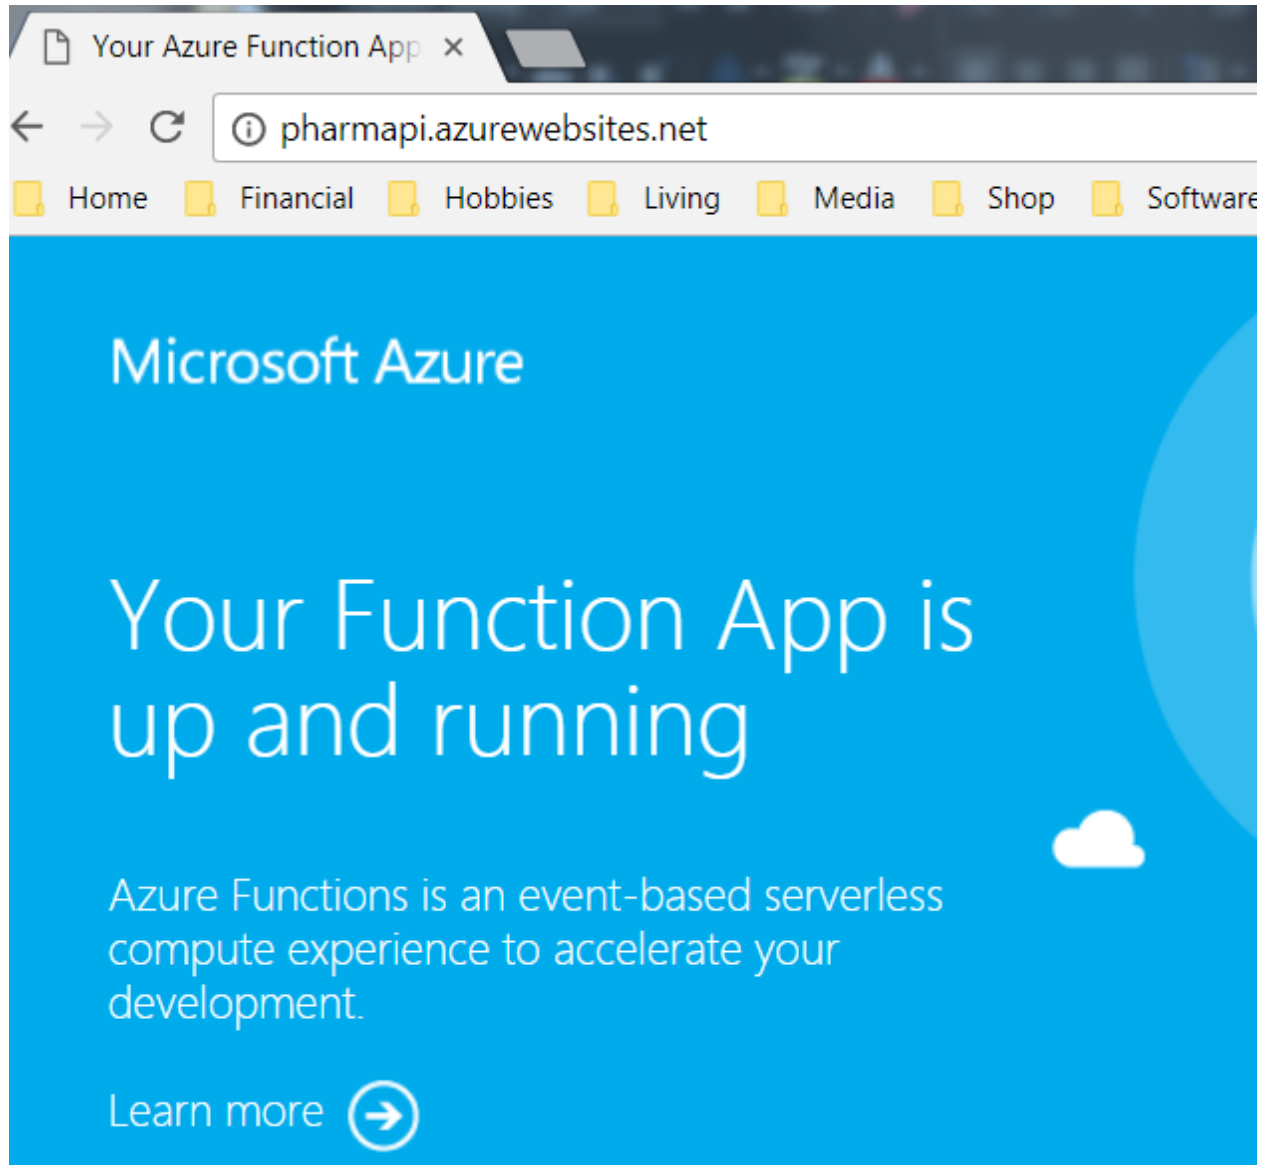 Your Azure Function App
pharmapi.azurewebsites.net
Home Financial Hobbies Living Media Shop Software
Microsoft Azure
Your Function App is
up and running
Azure Functions is an event-based serverless
compute experience to accelerate your
development.
Learn more